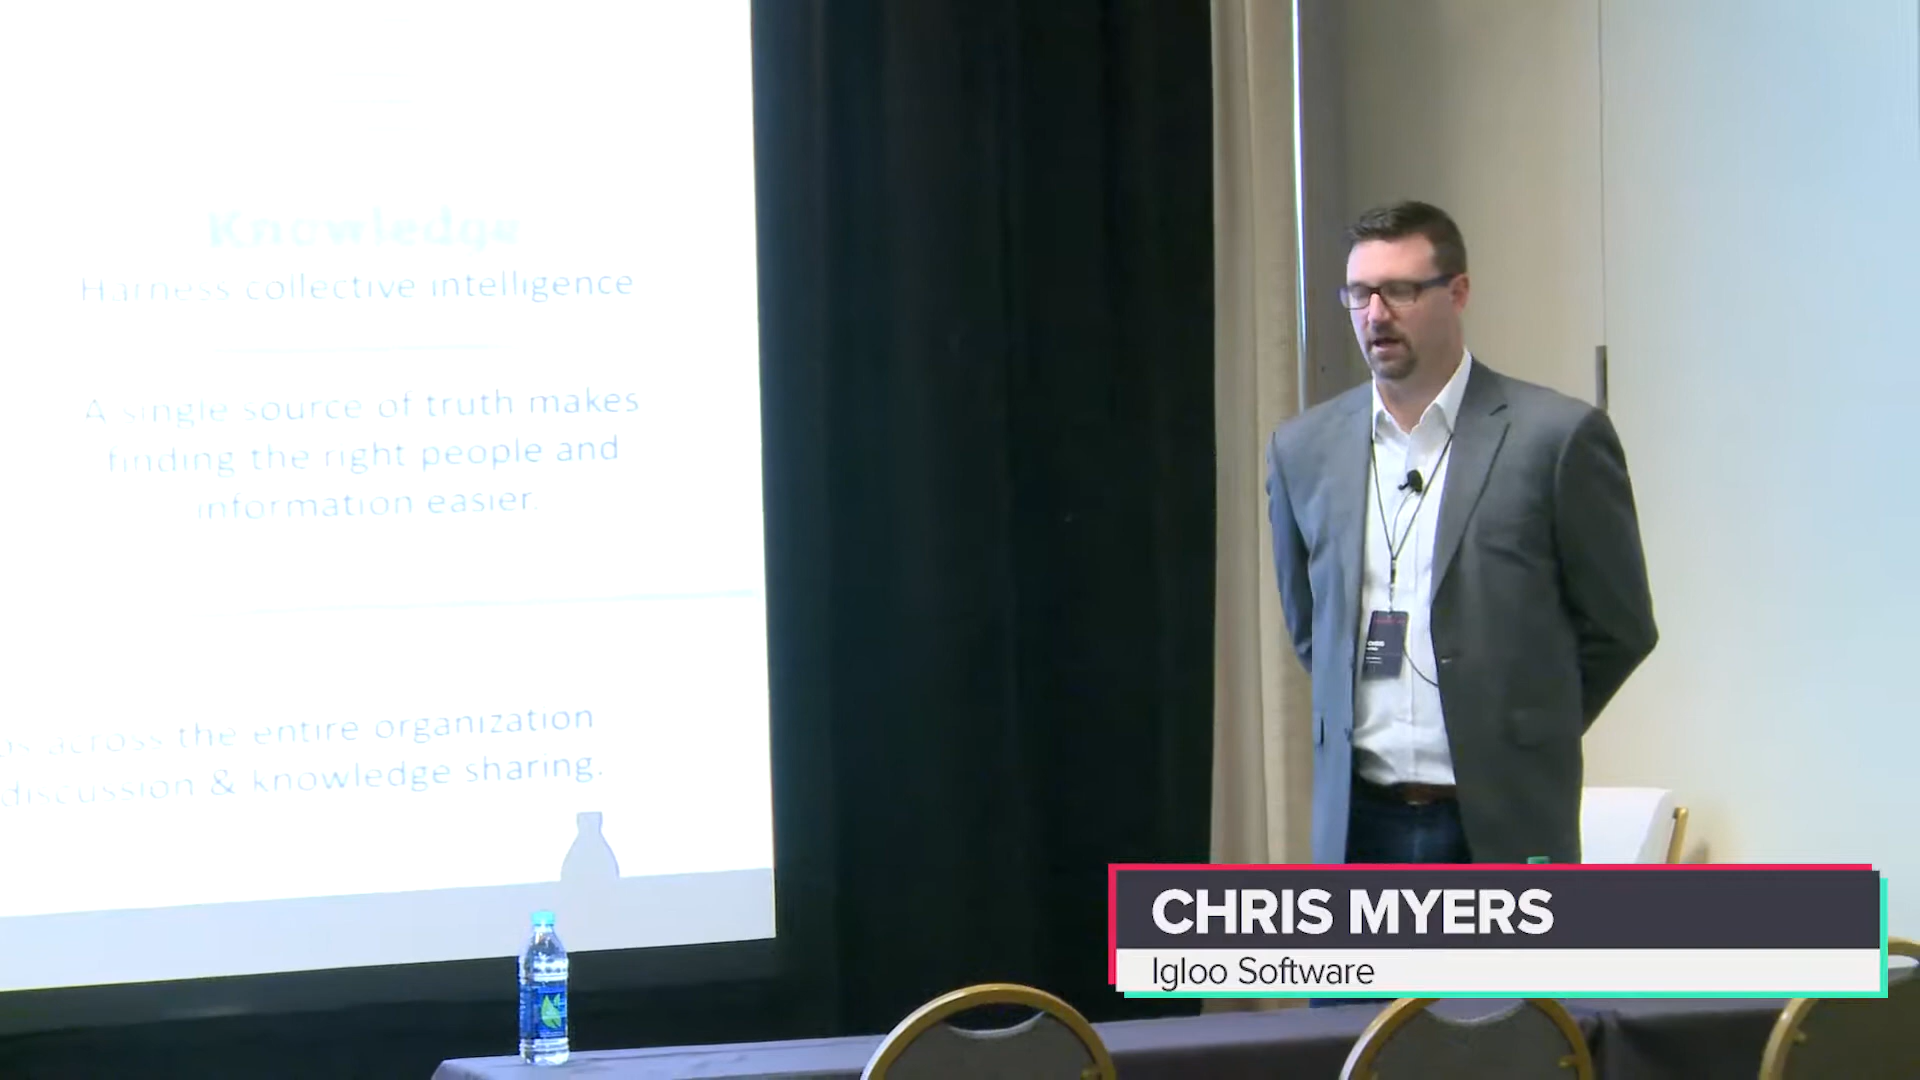 Knowledge
Harness collective intelligence
A single source of truth makes
finding the right people and
information easier.
across the entire organization
discussion & knowledge sharing.
CHRIS
CHRIS MYERS
Igloo Software